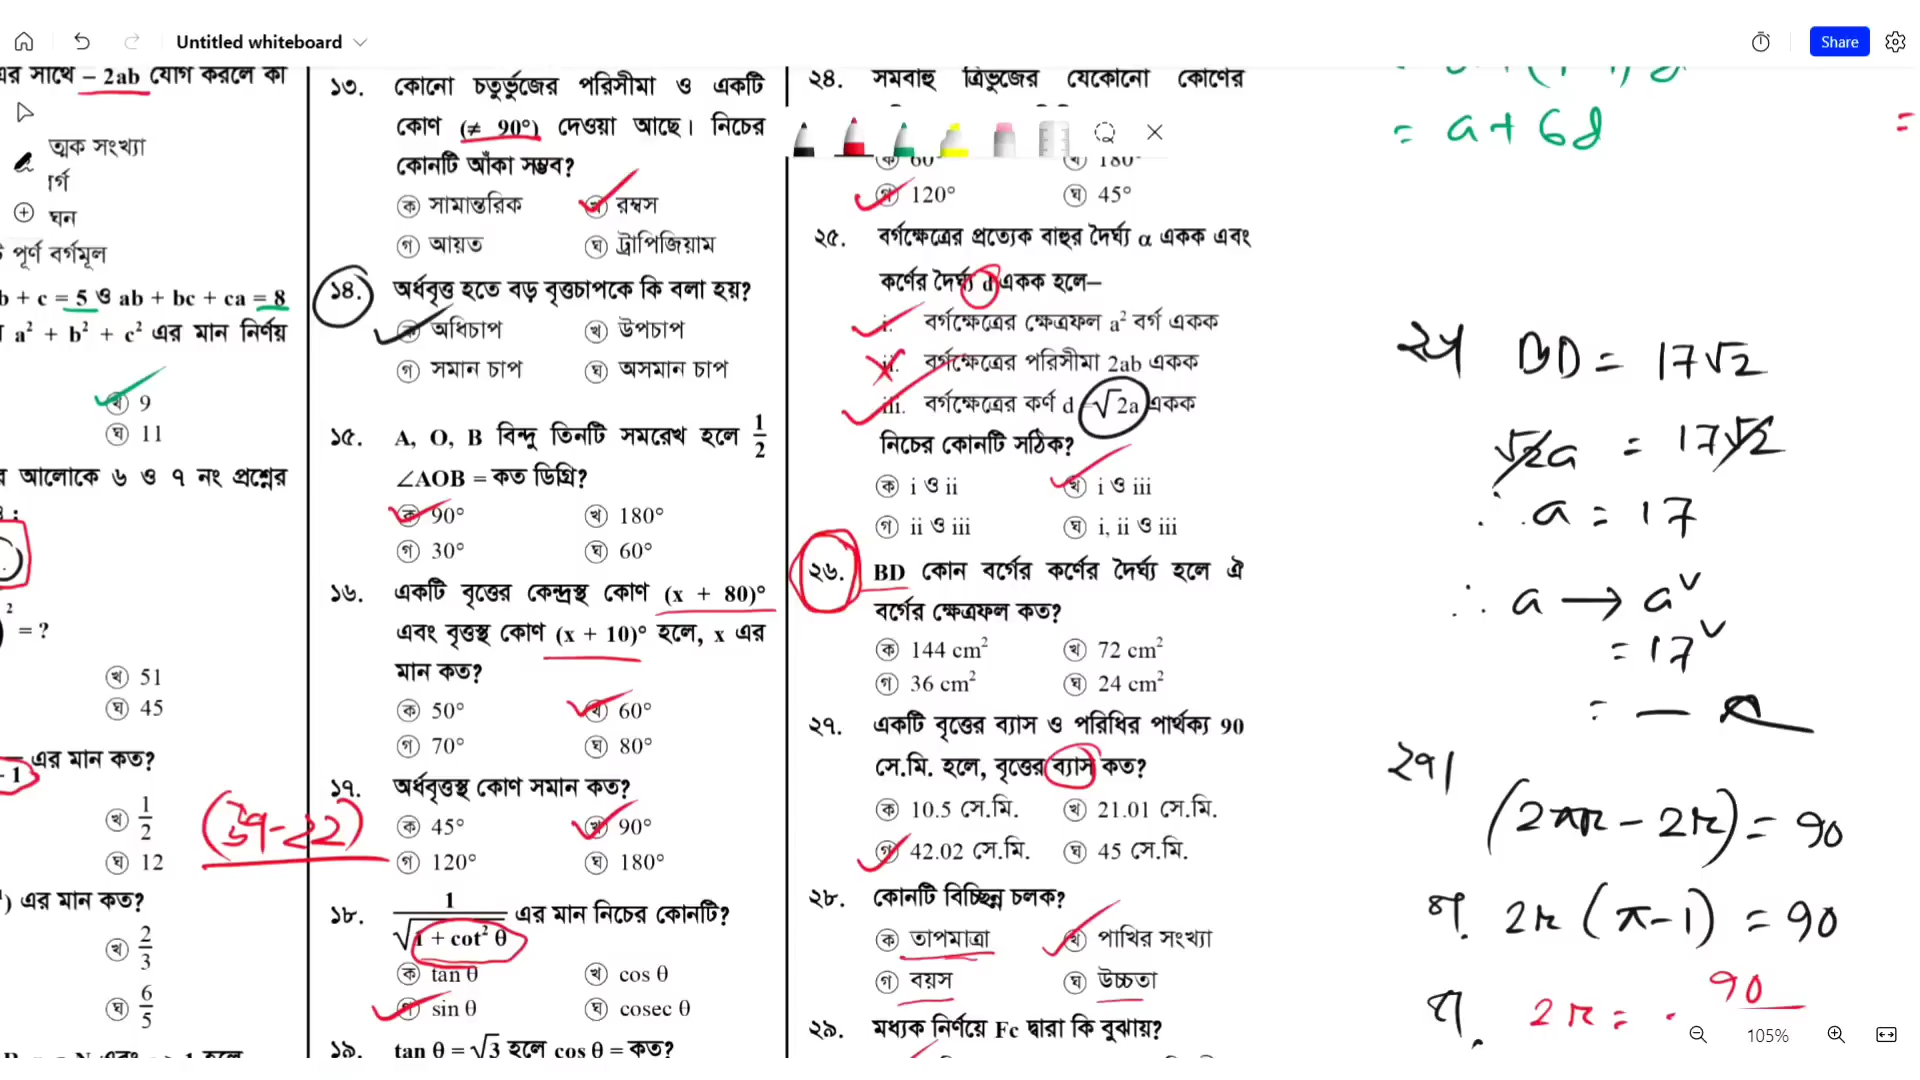 Untitled whiteboard
Share
এর সাথে – 2ab যোগ করলে কী
ত্মক সংখ্যা
ঘন
পূর্ণ বর্গমূল
b + c = 5 ও ab + bc + ca = 8
a² + b² + c² এর মান নির্ণয়
খ 9
ঘ 11
আলোকে ৬ ও ৭ নং প্রশ্নের
= ?
খ 51
ঘ 45
এর মান কত?
খ 1/2
ঘ 12
) এর মান কত?
খ 2/3
ঘ 6/5
১৩. কোনো চতুর্ভুজের পরিসীমা ও একটি
কোণ (≠ 90°) দেওয়া আছে। নিচের
কোনটি আঁকা সম্ভব?
ক সামান্তরিক খ রম্বস
গ আয়ত ঘ ট্রাপিজিয়াম
১৪. অর্ধবৃত্ত হতে বড় বৃত্তচাপকে কি বলা হয়?
ক অধিচাপ খ উপচাপ
গ সমান চাপ ঘ অসমান চাপ
১৫. A, O, B বিন্দু তিনটি সমরেখ হলে 1/2
∠AOB = কত ডিগ্রি?
ক 90° খ 180°
গ 30° ঘ 60°
১৬. একটি বৃত্তের কেন্দ্রস্থ কোণ (x + 80)°
এবং বৃত্তস্থ কোণ (x + 10)° হলে, x এর
মান কত?
ক 50° খ 60°
গ 70° ঘ 80°
১৭. অর্ধবৃত্তস্থ কোণ সমান কত?
ক 45° খ 90°
গ 120° ঘ 180°
১৮. 1/√(1 + cot² θ) এর মান নিচের কোনটি?
ক tan θ খ cos θ
গ sin θ ঘ cosec θ
১৯. tan θ = √3 হলে cos θ = কত?
২৪. সমবাহু ত্রিভুজের যেকোনো কোণের
ক 60° খ 180°
গ 120° ঘ 45°
২৫. বর্গক্ষেত্রের প্রত্যেক বাহুর দৈর্ঘ্য α একক এবং
কর্ণের দৈর্ঘ্য d একক হলে–
i. বর্গক্ষেত্রের ক্ষেত্রফল a² বর্গ একক
ii. বর্গক্ষেত্রের পরিসীমা 2ab একক
iii. বর্গক্ষেত্রের কর্ণ d = √2a একক
নিচের কোনটি সঠিক?
ক i ও ii খ i ও iii
গ ii ও iii ঘ i, ii ও iii
২৬. BD কোন বর্গের কর্ণের দৈর্ঘ্য হলে ঐ
বর্গের ক্ষেত্রফল কত?
ক 144 cm² খ 72 cm²
গ 36 cm² ঘ 24 cm²
২৭. একটি বৃত্তের ব্যাস ও পরিধির পার্থক্য 90
সে.মি. হলে, বৃত্তের ব্যাস কত?
ক 10.5 সে.মি. খ 21.01 সে.মি.
গ 42.02 সে.মি. ঘ 45 সে.মি.
২৮. কোনটি বিচ্ছিন্ন চলক?
ক তাপমাত্রা খ পাখির সংখ্যা
গ বয়স ঘ উচ্চতা
২৯. মধ্যক নির্ণয়ে Fc দ্বারা কি বুঝায়?
= a + 6d
BD = 17√2
√2a = 17√2
∴ a = 17
∴ a → a²
= 17²
২৭।
(2πr – 2r) = 90
বা, 2r (π – 1) = 90
বা, 2r = 90
105%